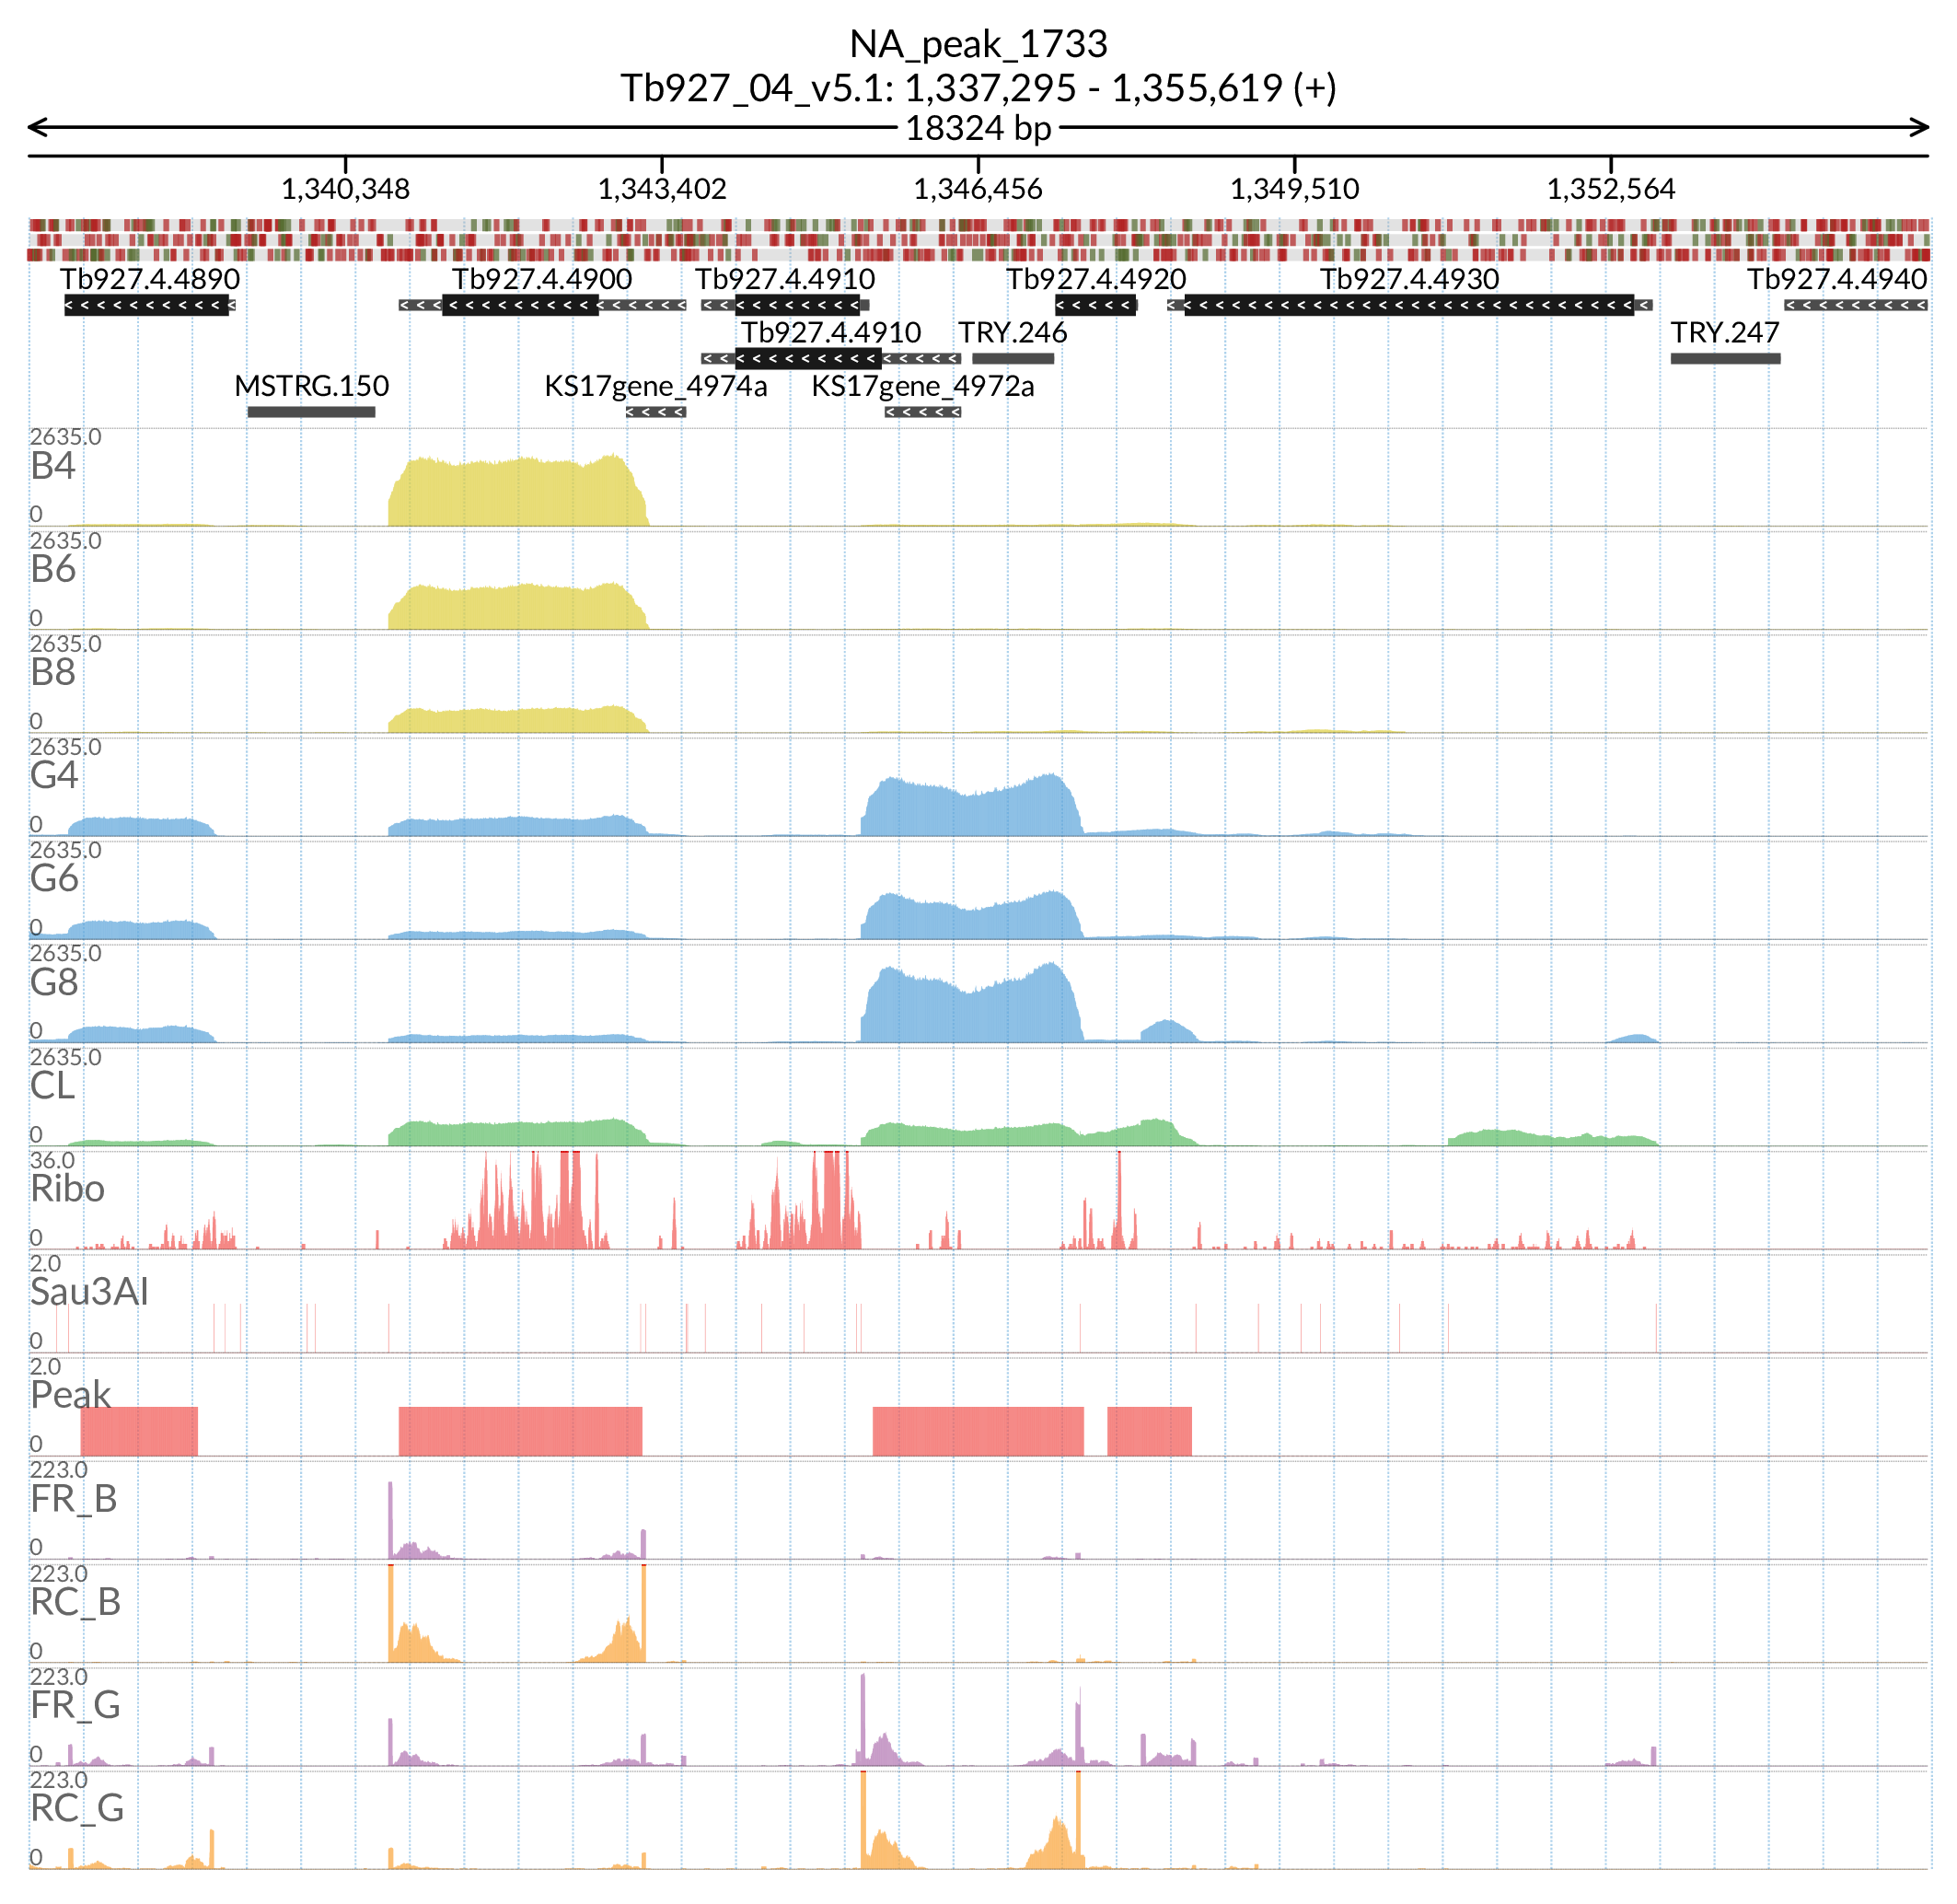 NA_peak_1733
Tb927_04_v5.1: 1,337,295 - 1,355,619 (+)
18324 bp
1,340,348 1,343,402 1,346,456 1,349,510 1,352,564
Tb927.4.4890 Tb927.4.4900 Tb927.4.4910 Tb927.4.4920 Tb927.4.4930 Tb927.4.4940
Tb927.4.4910 TRY.246 TRY.247
MSTRG.150 KS17gene_4974a KS17gene_4972a
2635.0
B4
0
2635.0
B6
0
2635.0
B8
0
2635.0
G4
0
2635.0
G6
0
2635.0
G8
0
2635.0
CL
0
36.0
Ribo
0
2.0
Sau3AI
0
2.0
Peak
0
223.0
FR_B
0
223.0
RC_B
0
223.0
FR_G
0
223.0
RC_G
0